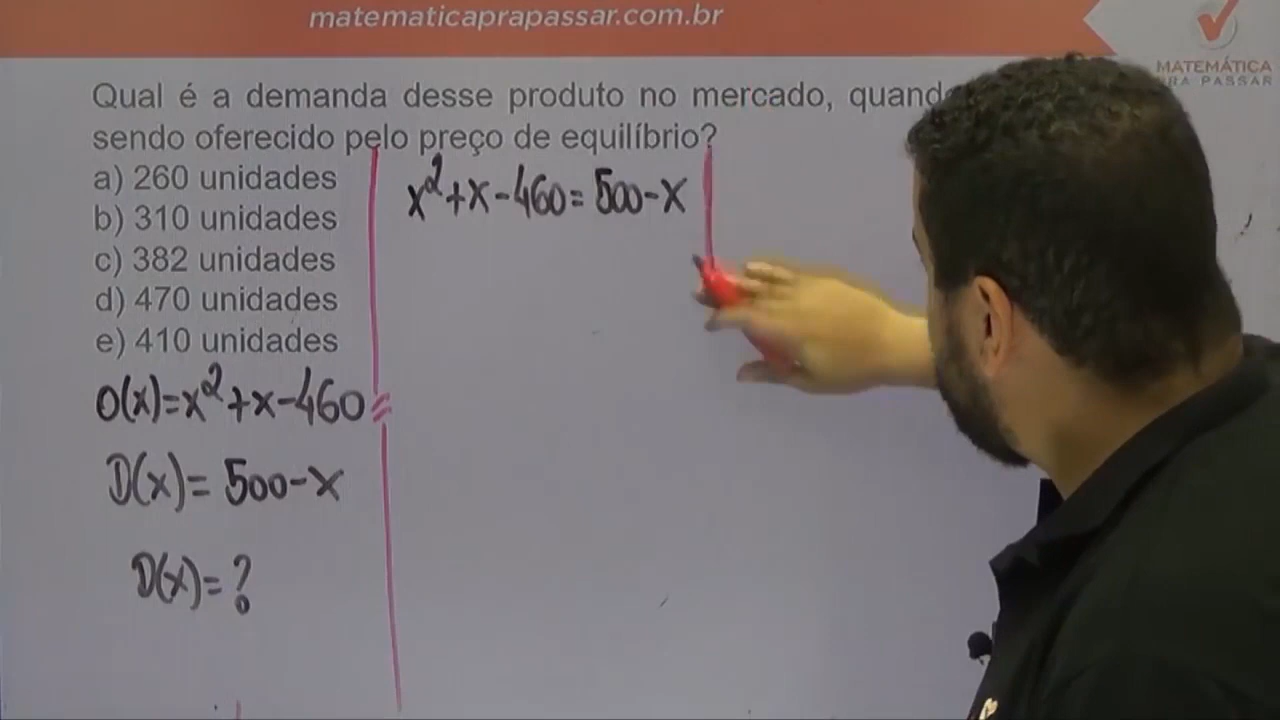 matematicaprapassar.com.br
MATEMÁTICA
PRA PASSAR
Qual é a demanda desse produto no mercado,
sendo oferecido pelo preço de equilíbrio?
a) 260 unidades
b) 310 unidades
c) 382 unidades
d) 470 unidades
e) 410 unidades
O(x)=x²+x-460
D(x)=500-x
D(x)=?
x²+x-460=500-x